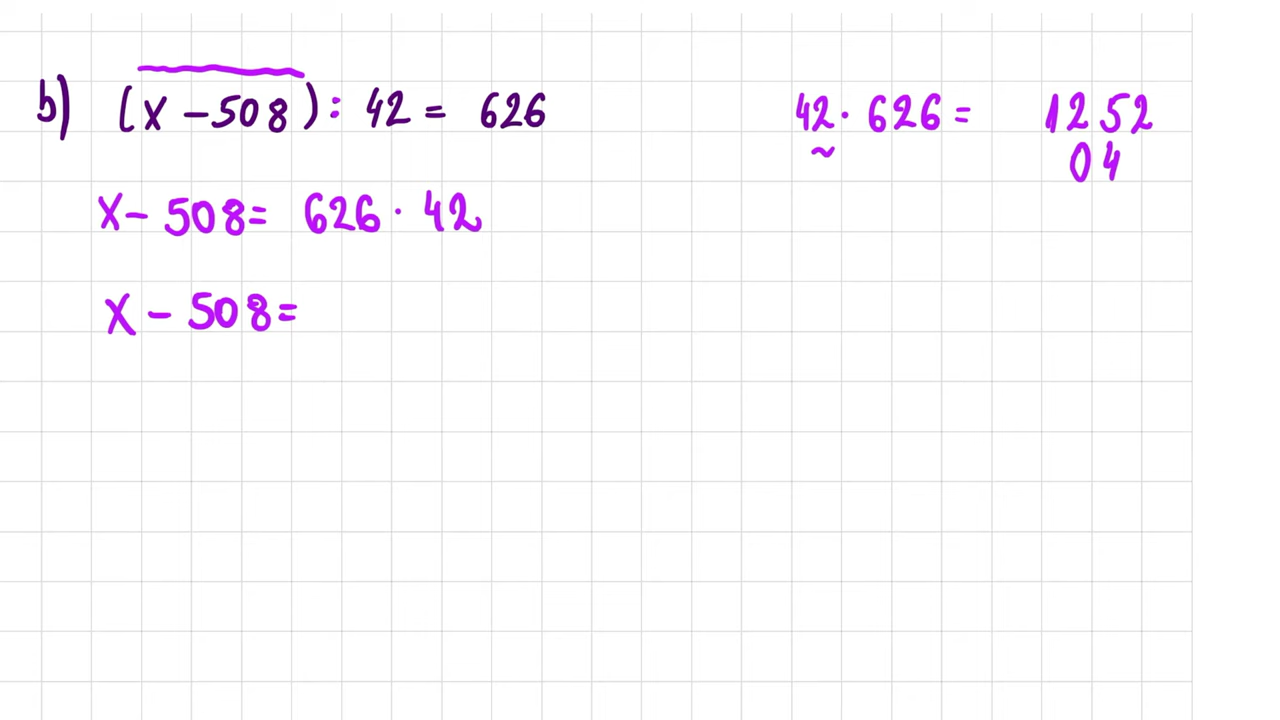 b) (x - 508) : 42 = 626
x - 508 = 626 · 42
x - 508 =
42 · 626 = 1252
04